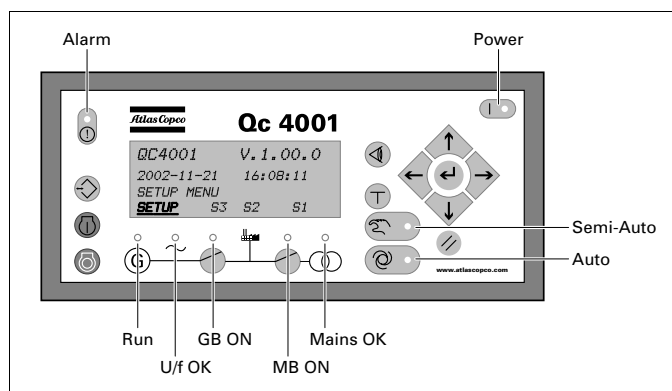 Alarm
Power
Atlas Copco
Qc 4001
QC4001 V.1.00.0
2002-11-21 16:08:11
SETUP MENU
SETUP S3 S2 S1
Semi-Auto
Auto
G
www.atlascopco.com
Run
GB ON
Mains OK
U/f OK
MB ON